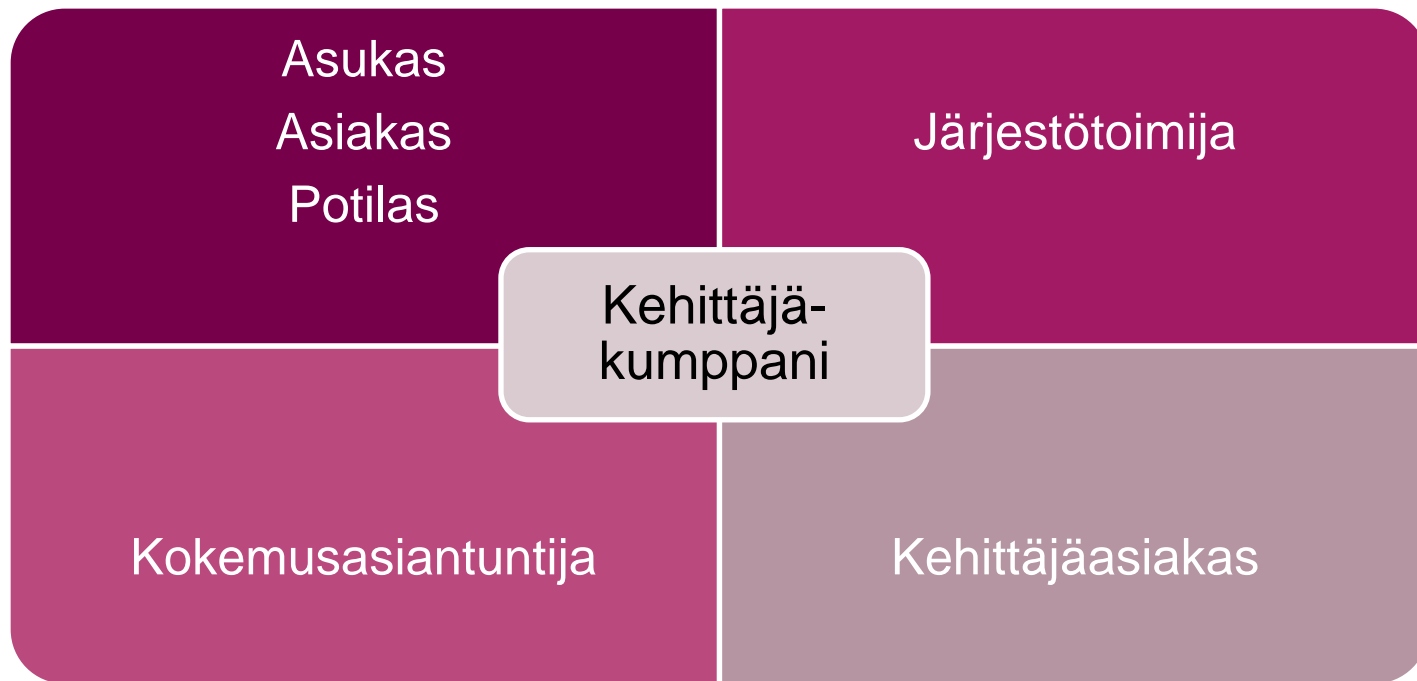 Asukas
Asiakas
Potilas
Järjestötoimija
Kehittäjä-
kumppani
Kokemusasiantuntija
Kehittäjäasiakas